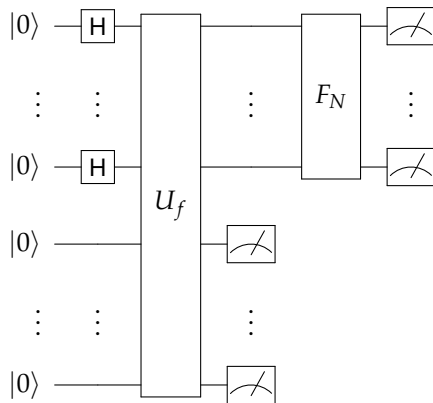 |0⟩ H
⋮ ⋮ ⋮ F_N ⋮
|0⟩ H
U_f
|0⟩
⋮ ⋮ ⋮
|0⟩